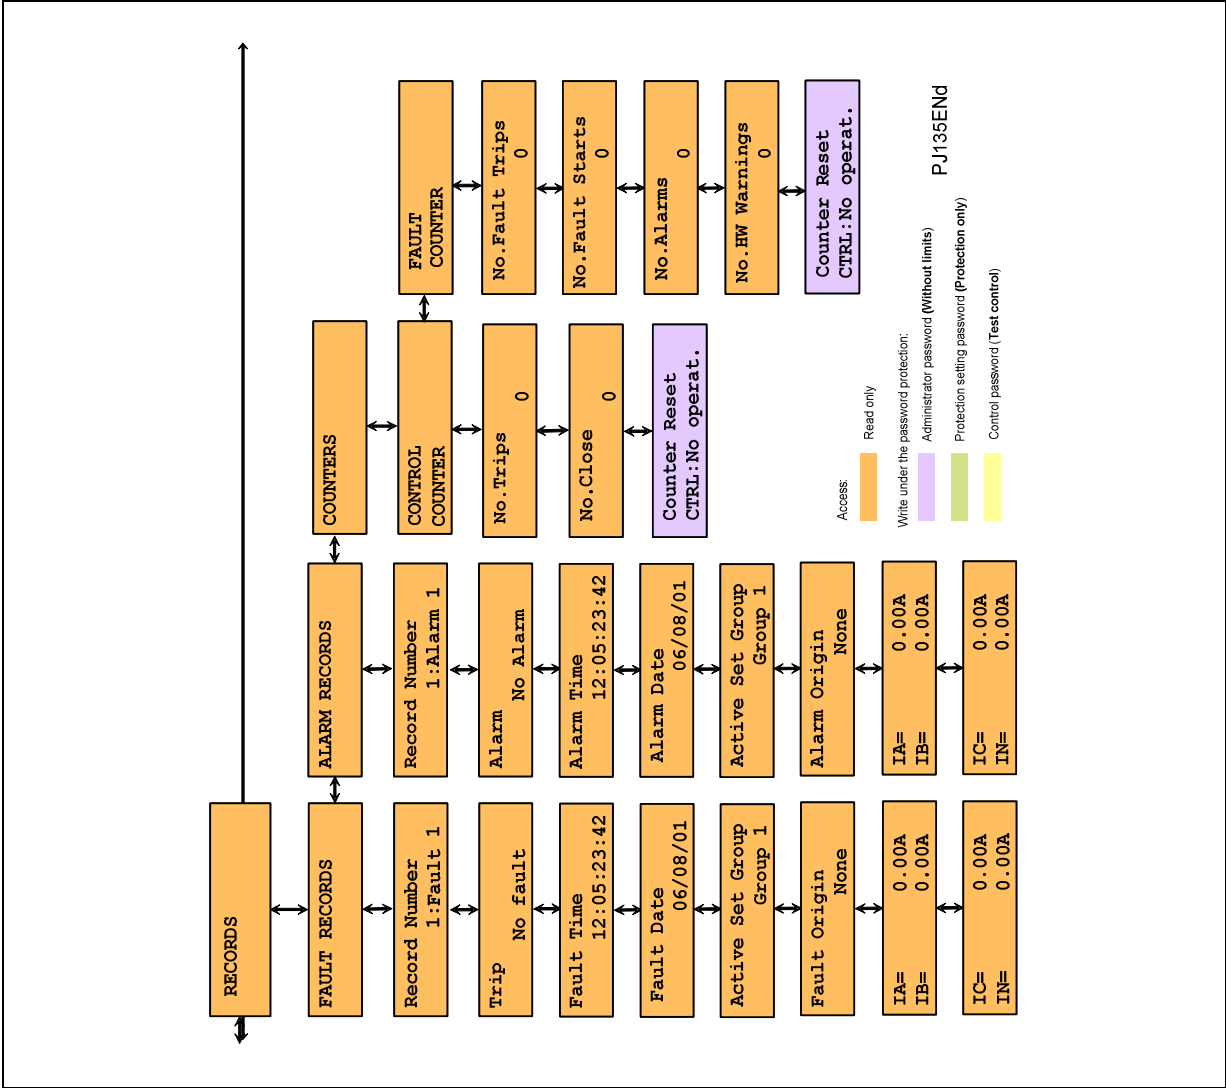 RECORDS
FAULT RECORDS
Record Number
1:Fault 1
Trip
No fault
Fault Time
12:05:23:42
Fault Date
06/08/01
Active Set Group
Group 1
Fault Origin
None
IA= 0.00A
IB= 0.00A
IC= 0.00A
IN= 0.00A
ALARM RECORDS
Record Number
1:Alarm 1
Alarm
No Alarm
Alarm Time
12:05:23:42
Alarm Date
06/08/01
Active Set Group
Group 1
Alarm Origin
None
IA= 0.00A
IB= 0.00A
IC= 0.00A
IN= 0.00A
COUNTERS
CONTROL
COUNTER
No.Trips
0
No.Close
0
Counter Reset
CTRL:No operat.
FAULT
COUNTER
No.Fault Trips
0
No.Fault Starts
0
No.Alarms
0
No.HW Warnings
0
Counter Reset
CTRL:No operat.
Access:
Read only
Write under the password protection:
Administrator password (Without limits)
Protection setting password (Protection only)
Control password (Test control)
PJ135ENd